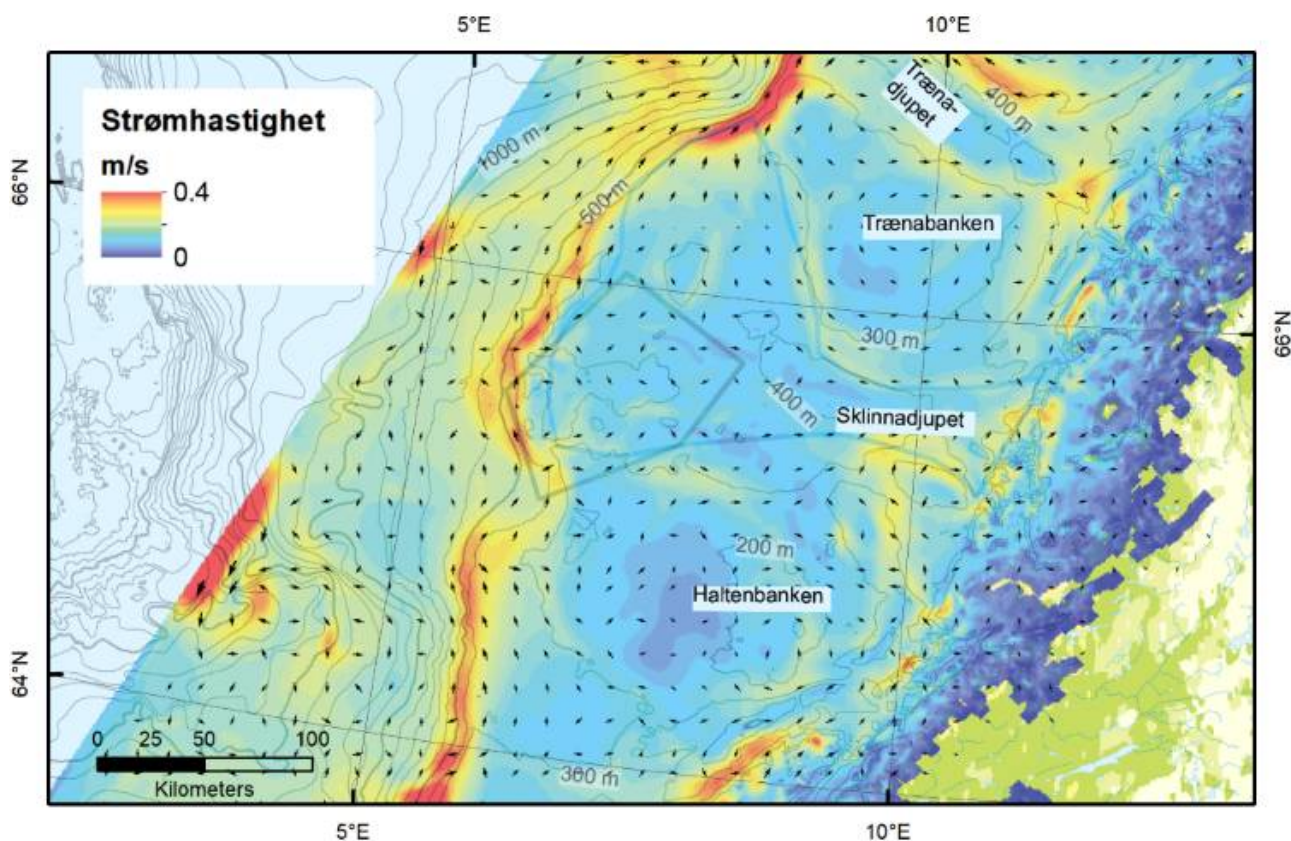 5°E
10°E
Træna-
djupet
400 m
Strømhastighet
m/s
0.4
0
1000 m
500 m
66°N
Trænabanken
300 m
66°N
400 m
Sklinnadjupet
200 m
Haltenbanken
64°N
0 25 50 100
Kilometers
300 m
5°E
10°E